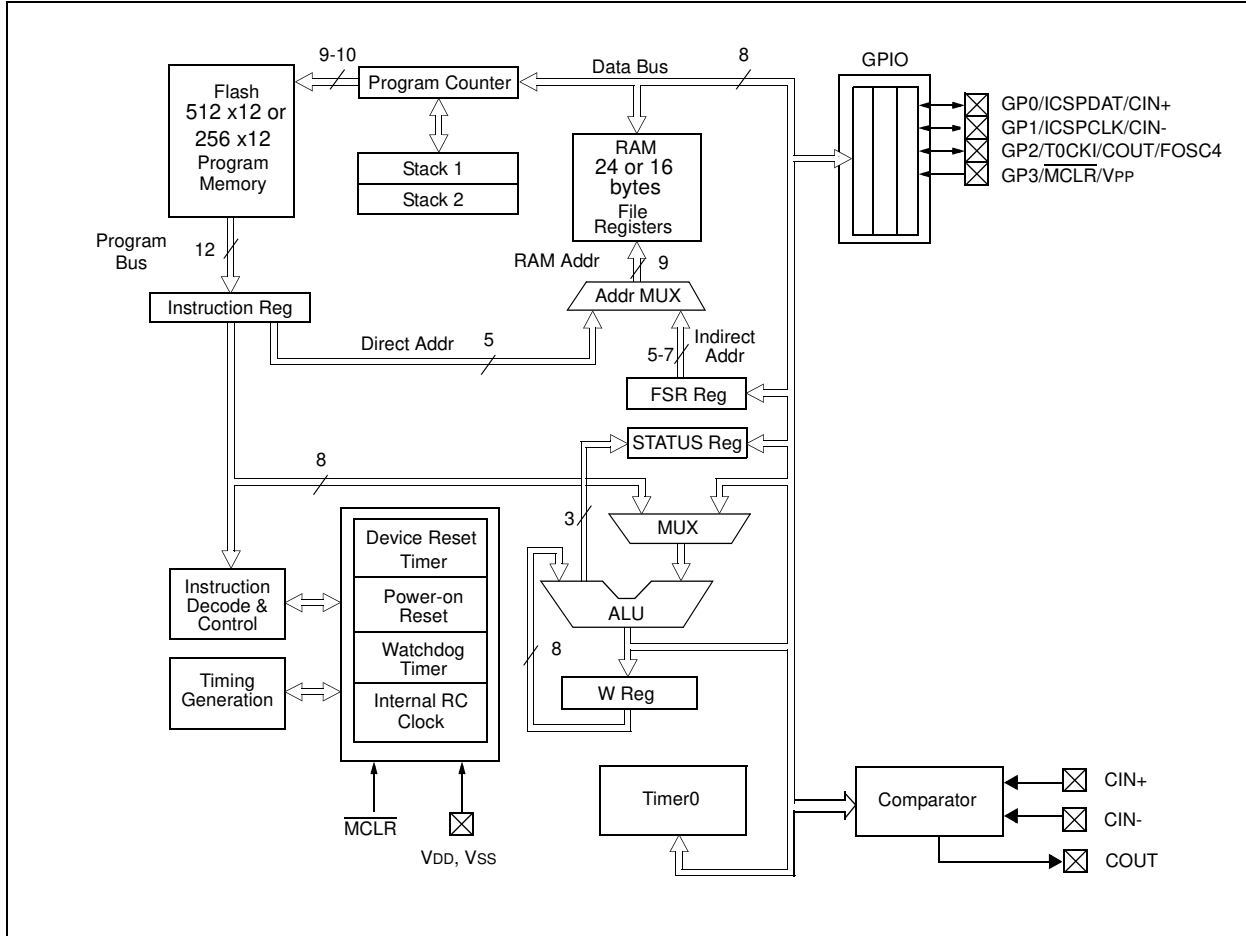 9-10
Program Counter
Data Bus
8
GPIO
Flash
512 x12 or
256 x12
Program
Memory
GP0/ICSPDAT/CIN+
GP1/ICSPCLK/CIN-
GP2/T0CKI/COUT/FOSC4
GP3/MCLR/VPP
Stack 1
Stack 2
RAM
24 or 16
bytes
File
Registers
Program
Bus
12
RAM Addr
9
Instruction Reg
Addr MUX
Direct Addr
5
5-7
Indirect
Addr
FSR Reg
STATUS Reg
8
3
MUX
Device Reset
Timer
Power-on
Reset
Watchdog
Timer
Internal RC
Clock
Instruction
Decode &
Control
Timing
Generation
ALU
8
W Reg
MCLR
VDD, VSS
Timer0
Comparator
CIN+
CIN-
COUT